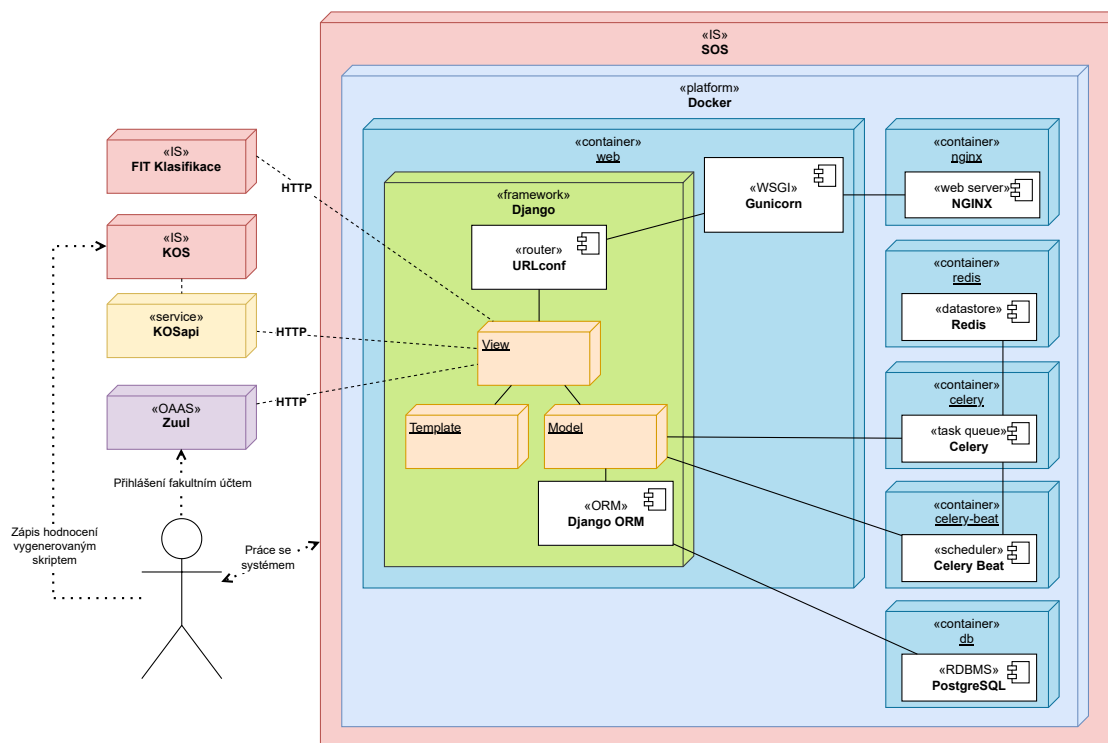 «IS»
SOS
«platform»
Docker
«container»
web
«container»
nginx
«IS»
FIT Klasifikace
HTTP
«framework»
Django
«WSGI»
Gunicorn
«web server»
NGINX
«IS»
KOS
«router»
URLconf
«container»
redis
«datastore»
Redis
«service»
KOSapi
HTTP
View
«container»
celery
«OAAS»
Zuul
HTTP
Template
Model
«task queue»
Celery
Přihlášení fakultním účtem
«ORM»
Django ORM
«container»
celery-beat
Zápis hodnocení
vygenerovaným
skriptem
Práce se
systémem
«scheduler»
Celery Beat
«container»
db
«RDBMS»
PostgreSQL